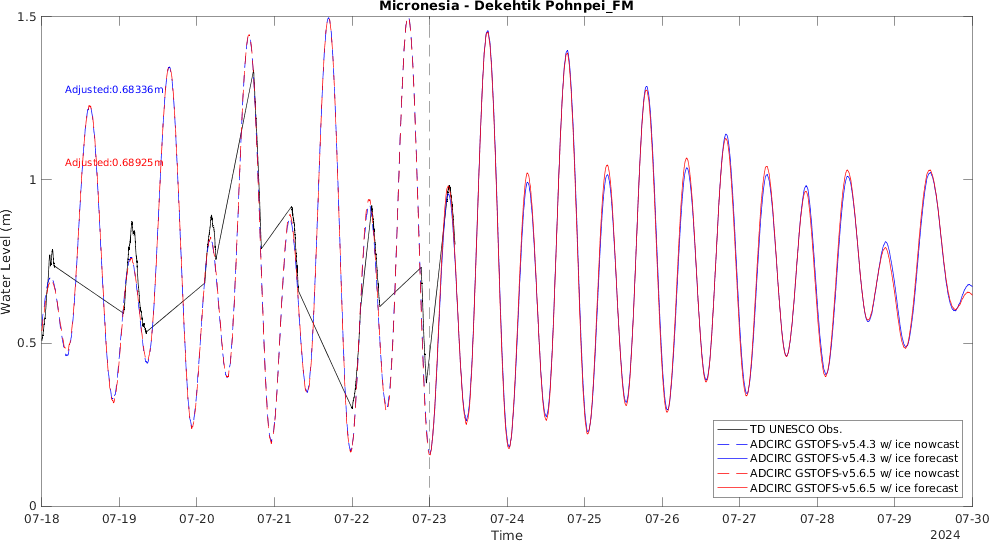 Micronesia - Dekehtik Pohnpei_FM
1.5
Adjusted:0.68336m
Adjusted:0.68925m
1
Water Level (m)
0.5
TD UNESCO Obs.
ADCIRC GSTOFS-v5.4.3 w/ ice nowcast
ADCIRC GSTOFS-v5.4.3 w/ ice forecast
ADCIRC GSTOFS-v5.6.5 w/ ice nowcast
ADCIRC GSTOFS-v5.6.5 w/ ice forecast
0
07-18 07-19 07-20 07-21 07-22 07-23 07-24 07-25 07-26 07-27 07-28 07-29 07-30
Time 2024